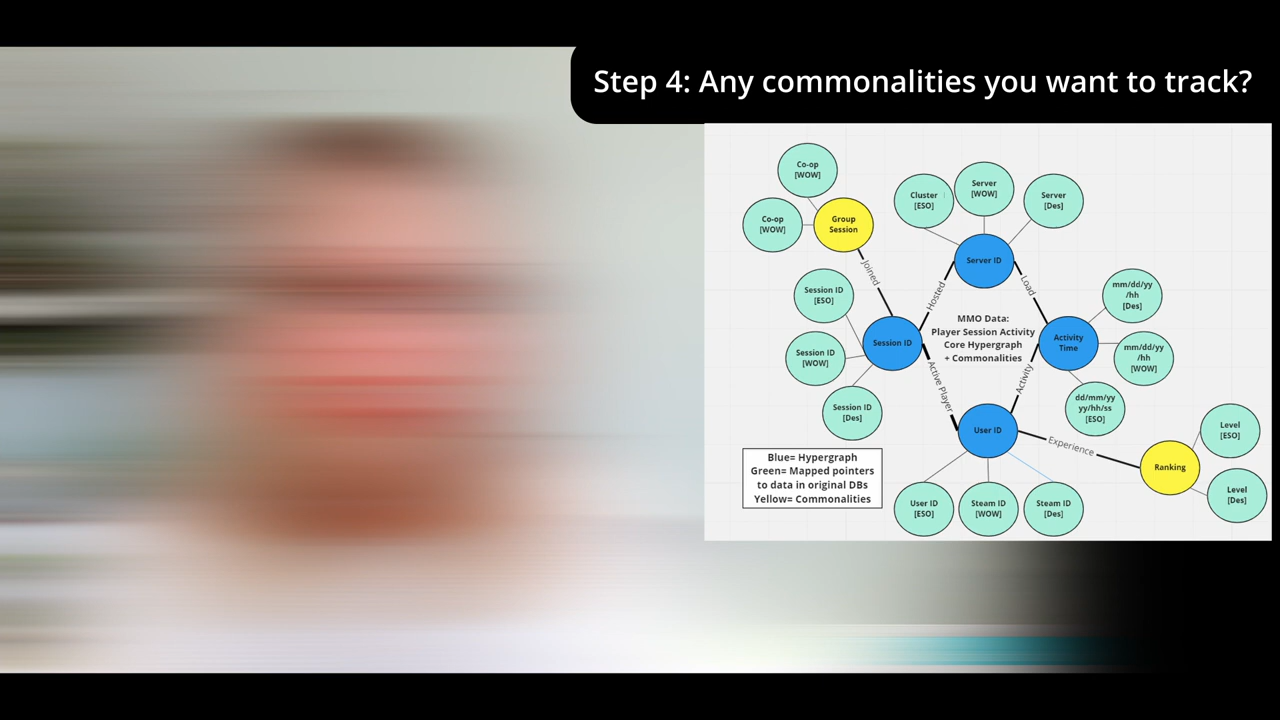 Step 4: Any commonalities you want to track?
Co-op
[WOW]
Co-op
[WOW]
Group
Session
Joined
Cluster
[ESO]
Server
[WOW]
Server
[Des]
Server ID
Hosted
Load
Session ID
[ESO]
Session ID
[WOW]
Session ID
[Des]
Session ID
MMO Data:
Player Session Activity
Core Hypergraph
+ Commonalities
Activity
Time
mm/dd/yy
/hh
[Des]
mm/dd/yy
/hh
[WOW]
dd/mm/yy
yy/hh/ss
[ESO]
Active Player
Activity
User ID
Experience
Ranking
Level
[ESO]
Level
[Des]
User ID
[ESO]
Steam ID
[WOW]
Steam ID
[Des]
Blue= Hypergraph
Green= Mapped pointers
to data in original DBs
Yellow= Commonalities